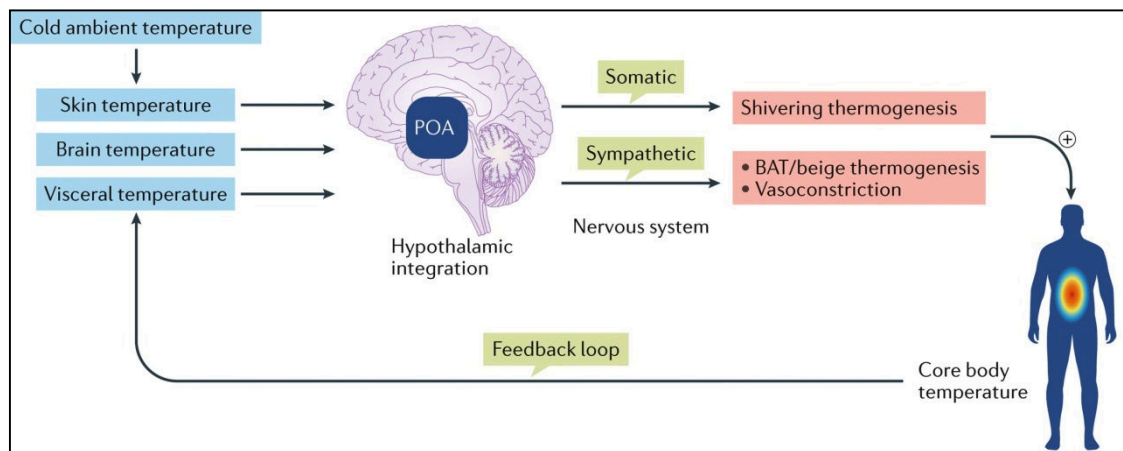 Cold ambient temperature
Skin temperature
Brain temperature
Visceral temperature
POA
Hypothalamic
integration
Somatic
Sympathetic
Nervous system
Shivering thermogenesis
• BAT/beige thermogenesis
• Vasoconstriction
+
Core body
temperature
Feedback loop